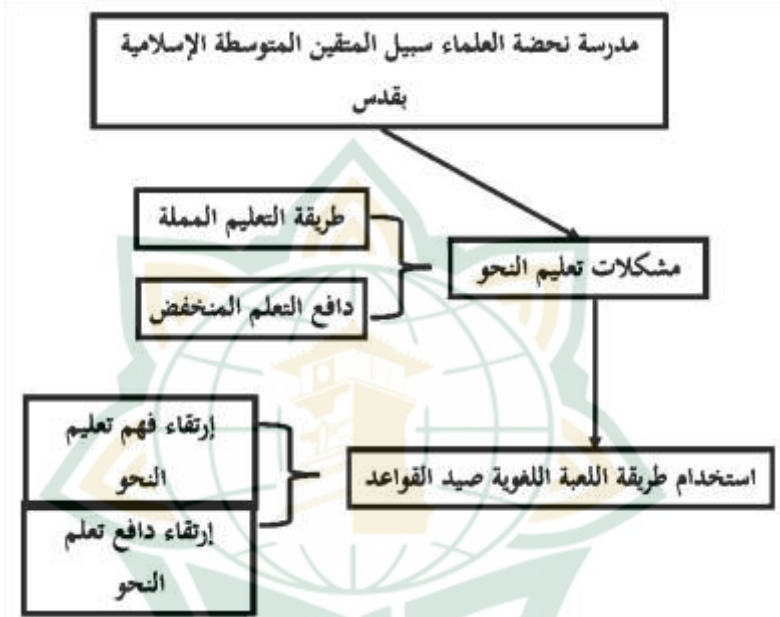 مدرسة نحضة العلماء سبيل المتقين المتوسطة الإسلامية
بقدس
طريقة التعليم المملة
مشكلات تعليم النحو
دافع التعلم المنخفض
إرتقاء فهم تعليم
النحو
استخدام طريقة اللعبة اللغوية صيد القواعد
إرتقاء دافع تعلم
النحو